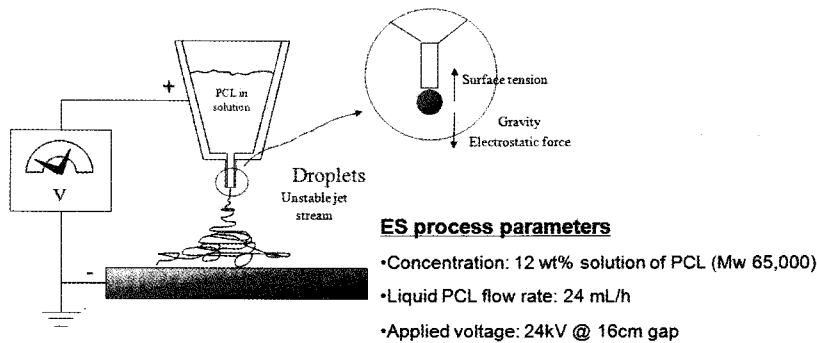 +
PCL in
solution
V
-
Droplets
Unstable jet
stream
Surface tension
Gravity
Electrostatic force
ES process parameters
•Concentration: 12 wt% solution of PCL (Mw 65,000)
•Liquid PCL flow rate: 24 mL/h
•Applied voltage: 24kV @ 16cm gap